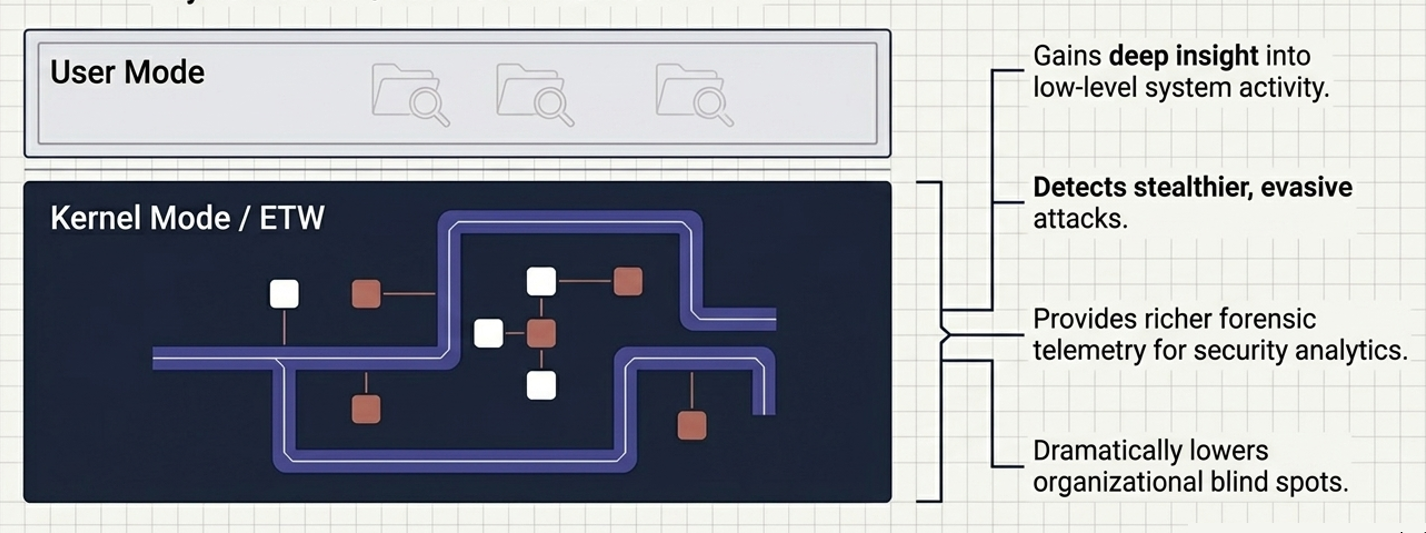 User Mode
Kernel Mode / ETW
Gains deep insight into
low-level system activity.
Detects stealthier, evasive
attacks.
Provides richer forensic
telemetry for security analytics.
Dramatically lowers
organizational blind spots.